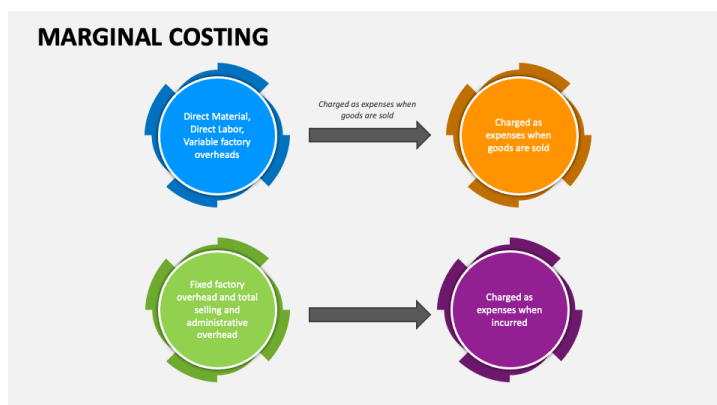 MARGINAL COSTING
Direct Material,
Direct Labor,
Variable factory
overheads
Charged as expenses when
goods are sold
Charged as
expenses when
goods are sold
Fixed factory
overhead and total
selling and
administrative
overhead
Charged as
expenses when
incurred